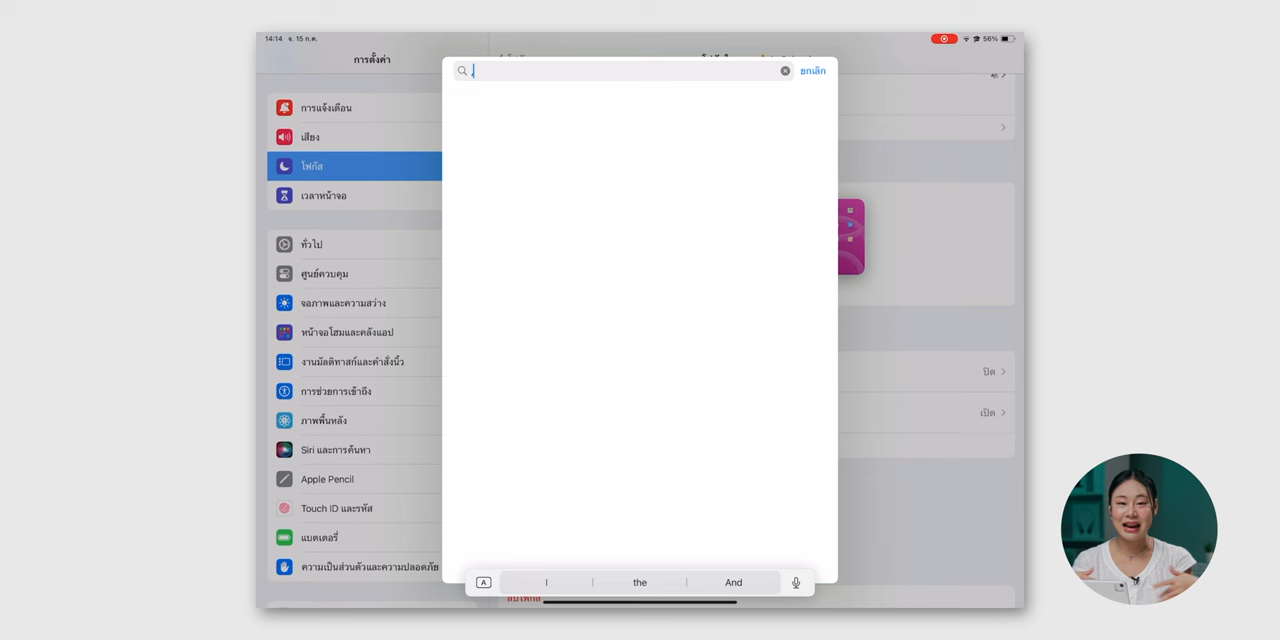 14:14 จ. 15 ก.ค.
56%
การตั้งค่า
,
ยกเลิก
การแจ้งเตือน
เสียง
โฟกัส
เวลาหน้าจอ
ทั่วไป
ศูนย์ควบคุม
จอภาพและความสว่าง
หน้าจอโฮมและคลังแอป
งานมัลติทาสก์และคำสั่งนิ้ว
การช่วยการเข้าถึง
ภาพพื้นหลัง
Siri และการค้นหา
Apple Pencil
Touch ID และรหัส
แบตเตอรี่
ความเป็นส่วนตัวและความปลอดภัย
ปิด
เปิด
A
I
the
And
ลบโฟกัส